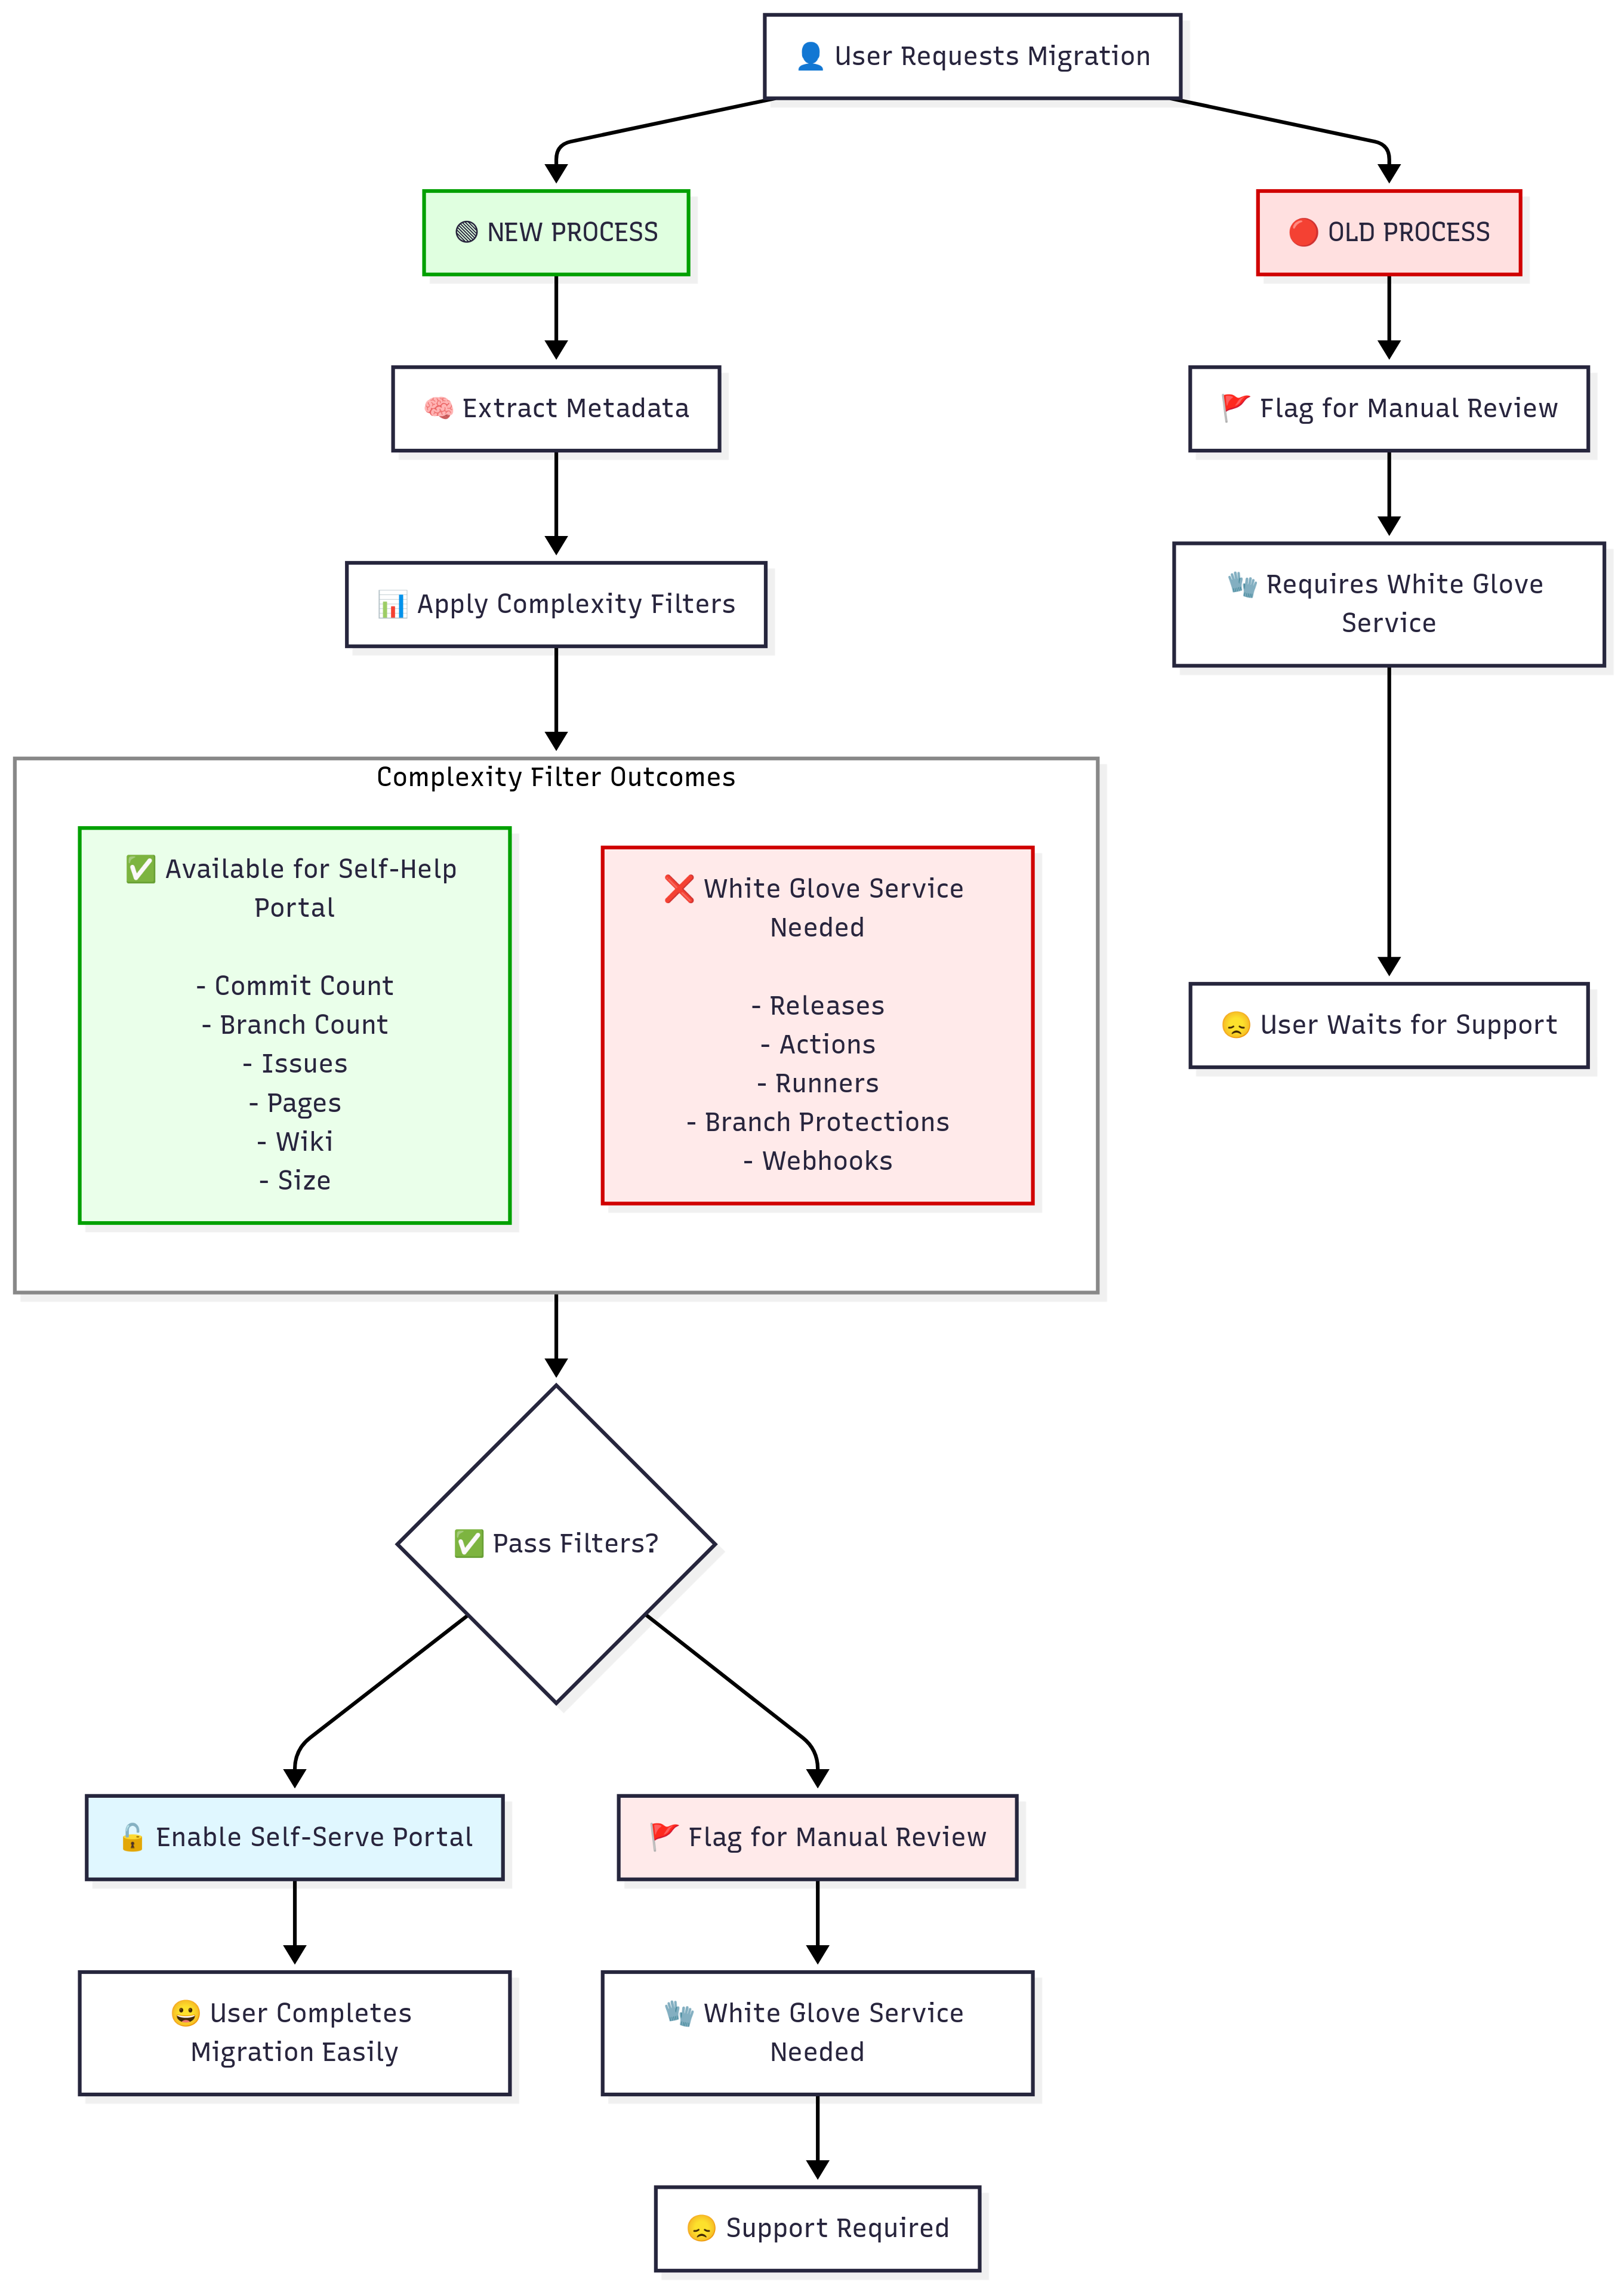 👤 User Requests Migration
NEW PROCESS
🔴 OLD PROCESS
🧠 Extract Metadata
🚩 Flag for Manual Review
📊 Apply Complexity Filters
🧤 Requires White Glove
Service
Complexity Filter Outcomes
✅ Available for Self-Help
Portal
- Commit Count
- Branch Count
- Issues
- Pages
- Wiki
- Size
❌ White Glove Service
Needed
- Releases
- Actions
- Runners
- Branch Protections
- Webhooks
😞 User Waits for Support
✅ Pass Filters?
🔓 Enable Self-Serve Portal
🚩 Flag for Manual Review
😀 User Completes
Migration Easily
🧤 White Glove Service
Needed
😞 Support Required